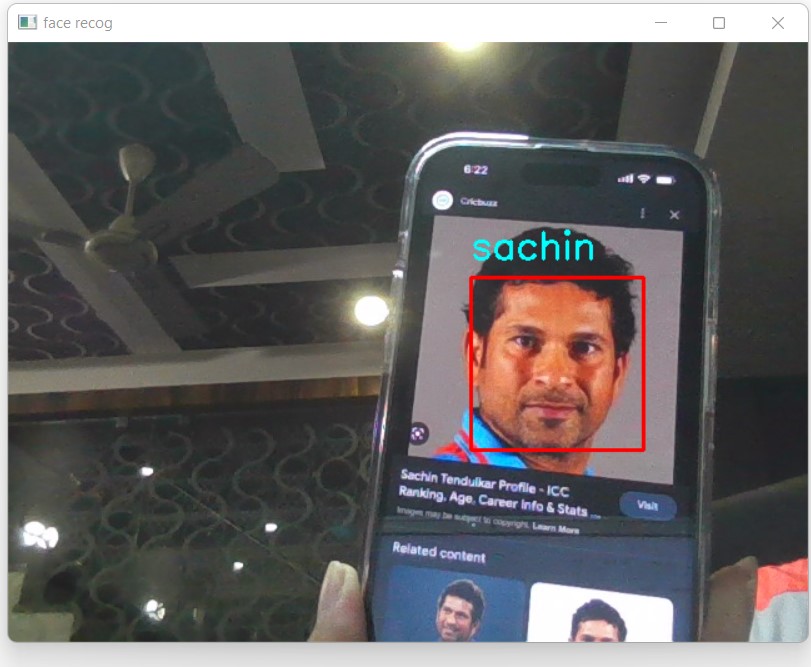 face recog
6:22
Cricbuzz
sachin
Sachin Tendulkar Profile - ICC
Ranking, Age, Career Info & Stats ...
Visit
Images may be subject to copyright. Learn More
Related content